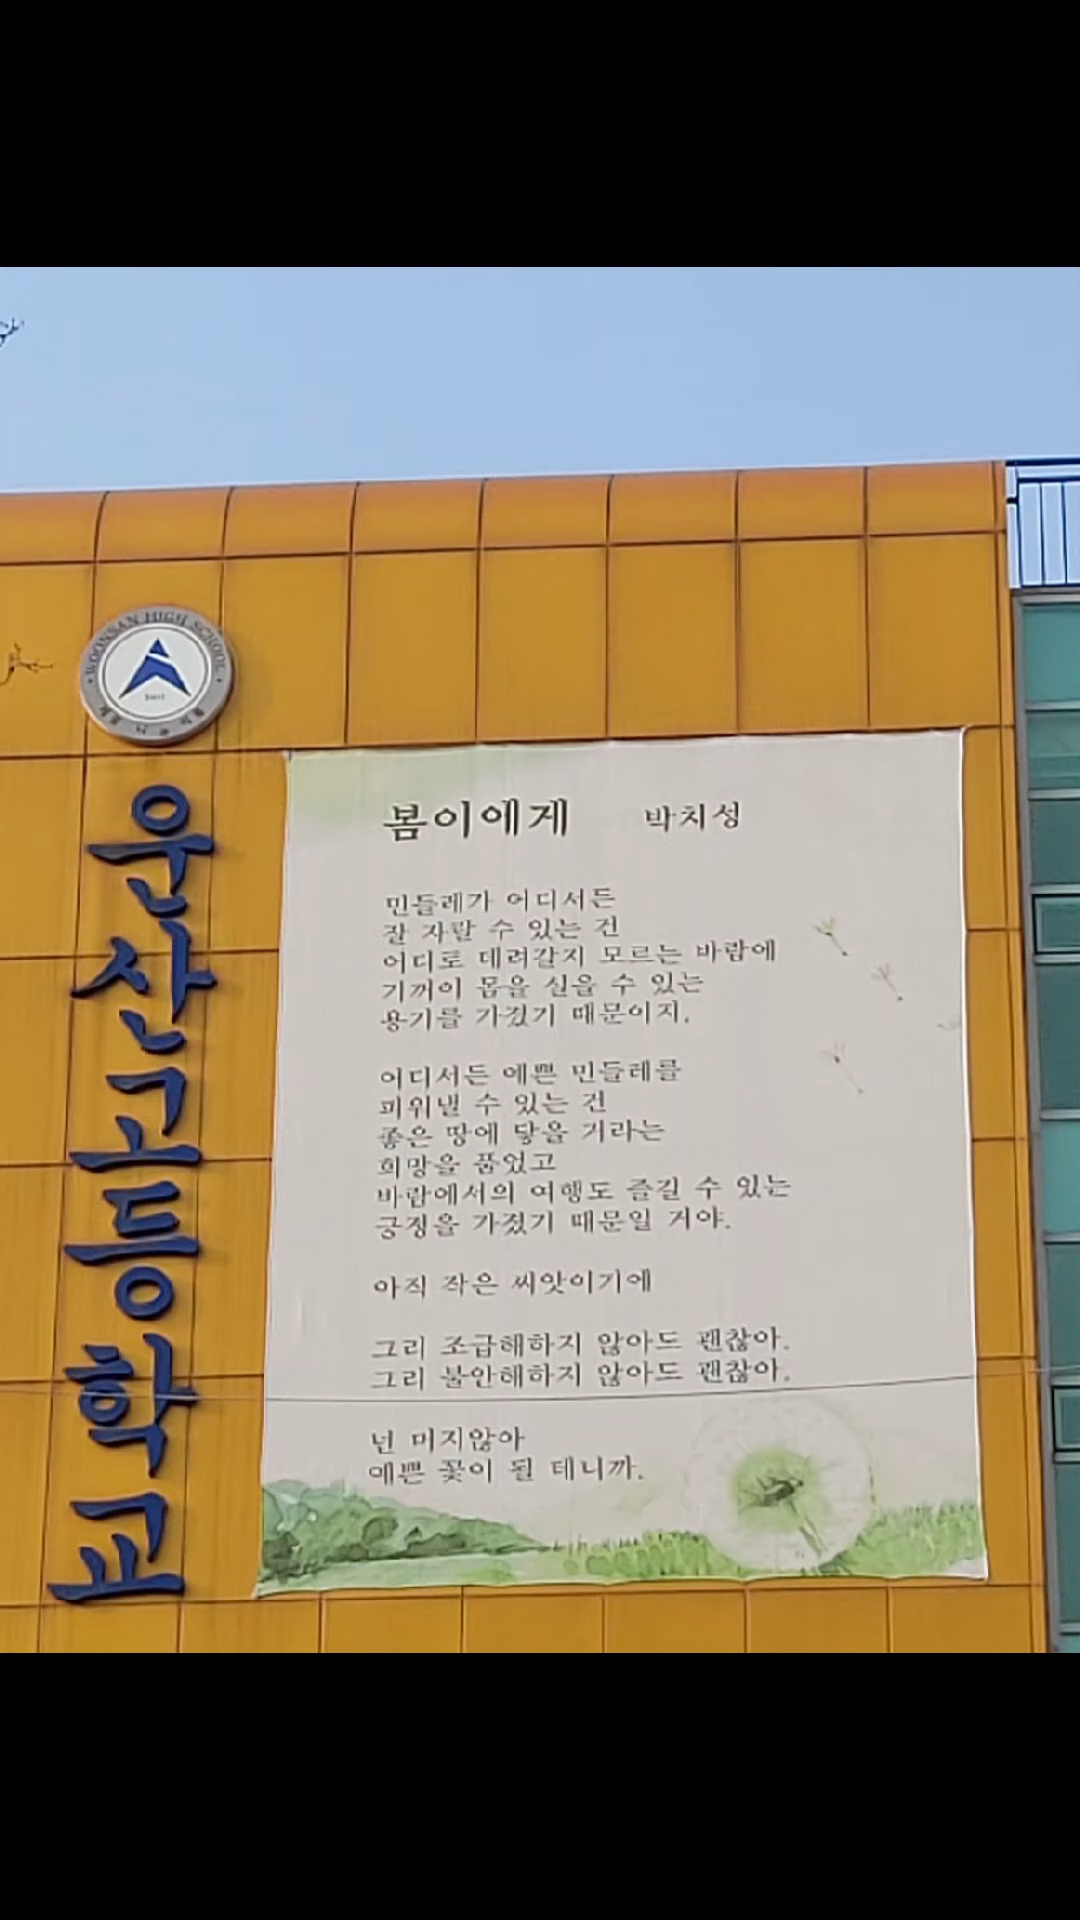 WOONSAN HIGH SCHOOL
운산고등학교
봄이에게 박치성
민들레가 어디서든
잘 자랄 수 있는 건
어디로 데려갈지 모르는 바람에
기꺼이 몸을 실을 수 있는
용기를 가졌기 때문이지.
어디서든 예쁜 민들레를
피워낼 수 있는 건
좋은 땅에 닿을 거라는
희망을 품었고
바람에서의 여행도 즐길 수 있는
긍정을 가졌기 때문일 거야.
아직 작은 씨앗이기에
그리 조급해하지 않아도 괜찮아.
그리 불안해하지 않아도 괜찮아.
넌 머지않아
예쁜 꽃이 될 테니까.